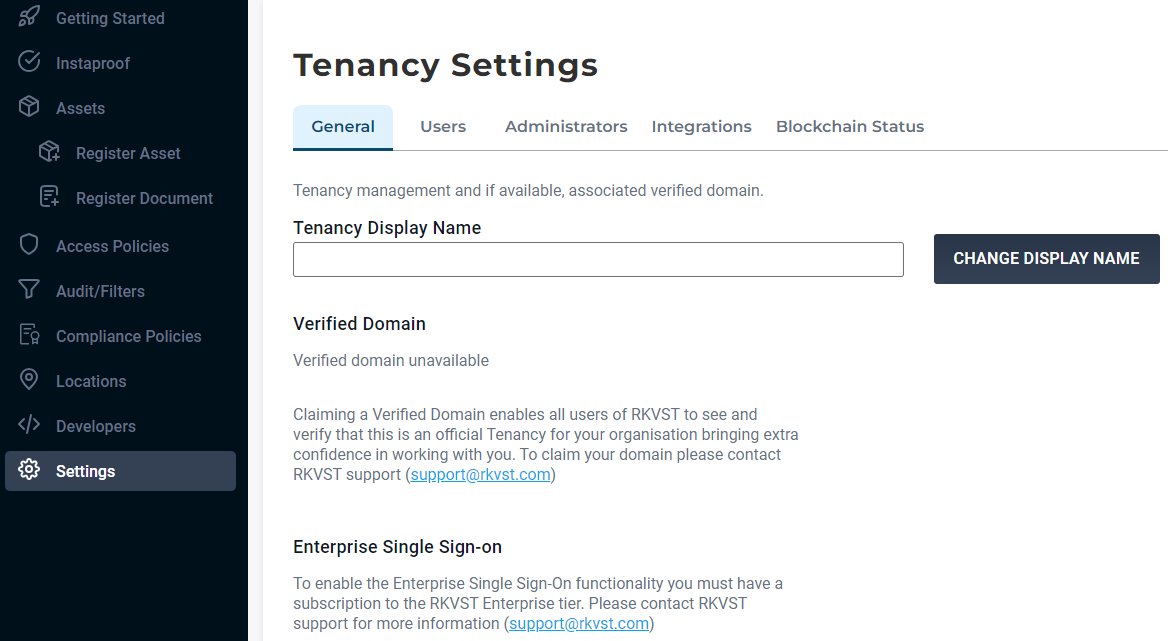 Getting Started
Instaproof
Assets
Register Asset
Register Document
Access Policies
Audit/Filters
Compliance Policies
Locations
Developers
Settings
Tenancy Settings
General Users Administrators Integrations Blockchain Status
Tenancy management and if available, associated verified domain.
Tenancy Display Name
CHANGE DISPLAY NAME
Verified Domain
Verified domain unavailable
Claiming a Verified Domain enables all users of RKVST to see and
verify that this is an official Tenancy for your organisation bringing extra
confidence in working with you. To claim your domain please contact
RKVST support (support@rkvst.com)
Enterprise Single Sign-on
To enable the Enterprise Single Sign-On functionality you must have a
subscription to the RKVST Enterprise tier. Please contact RKVST
support for more information (support@rkvst.com)